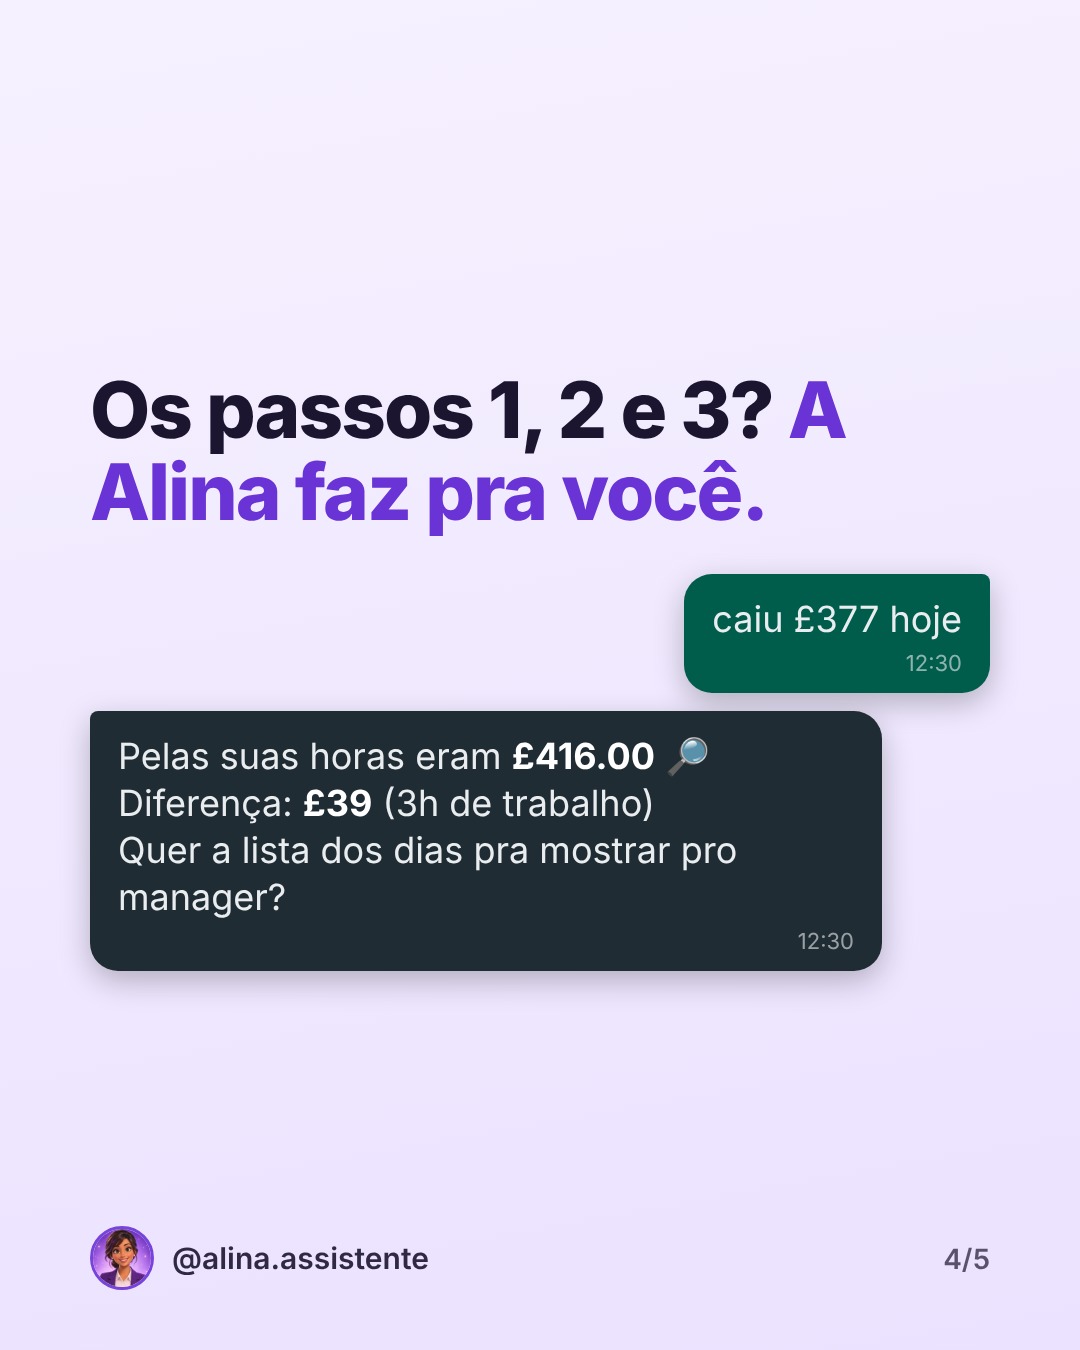 Os passos 1, 2 e 3? A
Alina faz pra você.
caiu £377 hoje
12:30
Pelas suas horas eram £416.00 🔎
Diferença: £39 (3h de trabalho)
Quer a lista dos dias pra mostrar pro
manager?
12:30
@alina.assistente
4/5